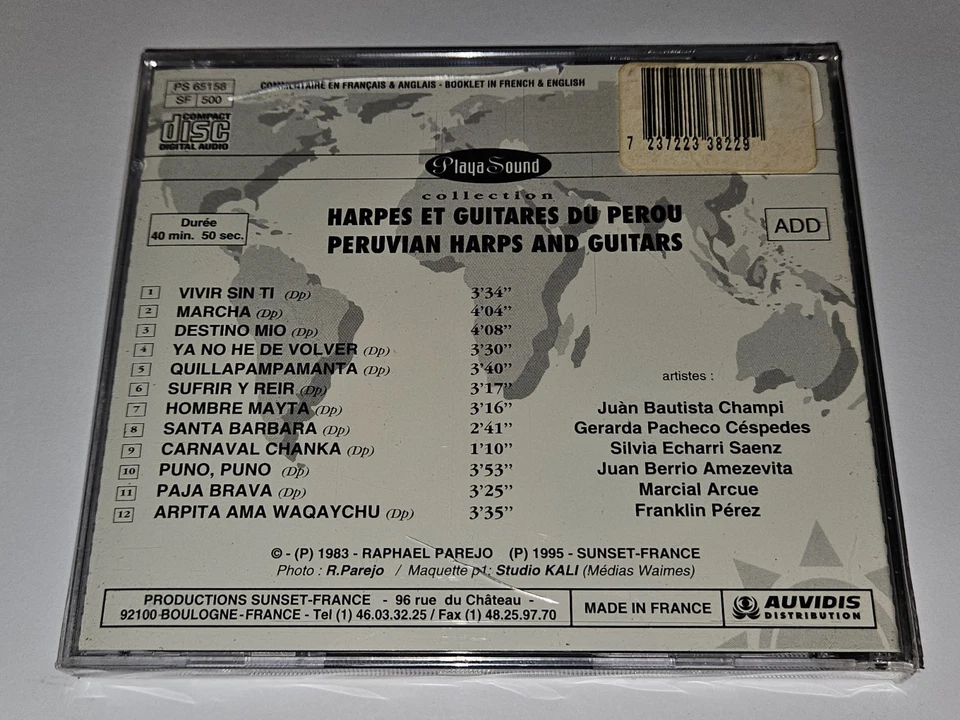 PS 65158
SF 500
COMMENTAIRE EN FRANÇAIS & ANGLAIS - BOOKLET IN FRENCH & ENGLISH
COMPACT
disc
DIGITAL AUDIO
7 237223 38229
Playa Sound
collection
HARPES ET GUITARES DU PEROU
PERUVIAN HARPS AND GUITARS
Durée
40 min. 50 sec.
ADD
1 VIVIR SIN TI (Dp) 3'34"
2 MARCHA (Dp) 4'04"
3 DESTINO MIO (Dp) 4'08"
4 YA NO HE DE VOLVER (Dp) 3'30"
5 QUILLAPAMPAMANTA (Dp) 3'40"
6 SUFRIR Y REIR (Dp) 3'17"
7 HOMBRE MAYTA (Dp) 3'16"
8 SANTA BARBARA (Dp) 2'41"
9 CARNAVAL CHANKA (Dp) 1'10"
10 PUNO, PUNO (Dp) 3'53"
11 PAJA BRAVA (Dp) 3'25"
12 ARPITA AMA WAQAYCHU (Dp) 3'35"
artistes :
Juàn Bautista Champi
Gerarda Pacheco Céspedes
Silvia Echarri Saenz
Juan Berrio Amezevita
Marcial Arcue
Franklin Pérez
© - (P) 1983 - RAPHAEL PAREJO (P) 1995 - SUNSET-FRANCE
Photo : R.Parejo / Maquette p1: Studio KALI (Médias Waimes)
PRODUCTIONS SUNSET-FRANCE - 96 rue du Château -
92100-BOULOGNE-FRANCE - Tel (1) 46.03.32.25 / Fax (1) 48.25.97.70
MADE IN FRANCE
AUVIDIS
DISTRIBUTION